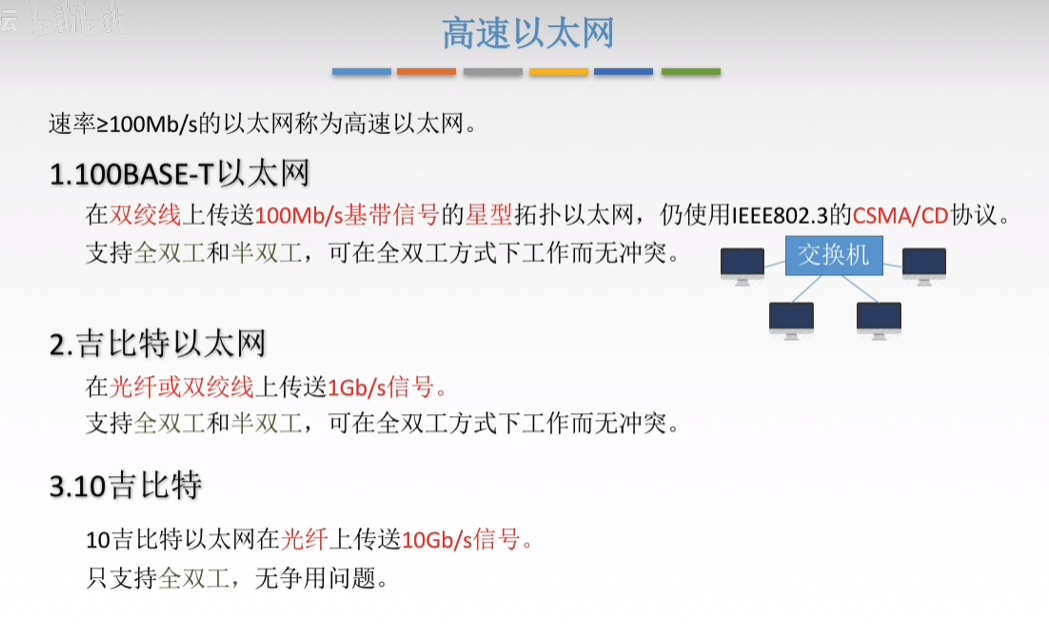 高速以太网
速率≥100Mb/s的以太网称为高速以太网。
1.100BASE-T以太网
在双绞线上传送100Mb/s基带信号的星型拓扑以太网，仍使用IEEE802.3的CSMA/CD协议。
支持全双工和半双工，可在全双工方式下工作而无冲突。
交换机
2.吉比特以太网
在光纤或双绞线上传送1Gb/s信号。
支持全双工和半双工，可在全双工方式下工作而无冲突。
3.10吉比特
10吉比特以太网在光纤上传送10Gb/s信号。
只支持全双工，无争用问题。